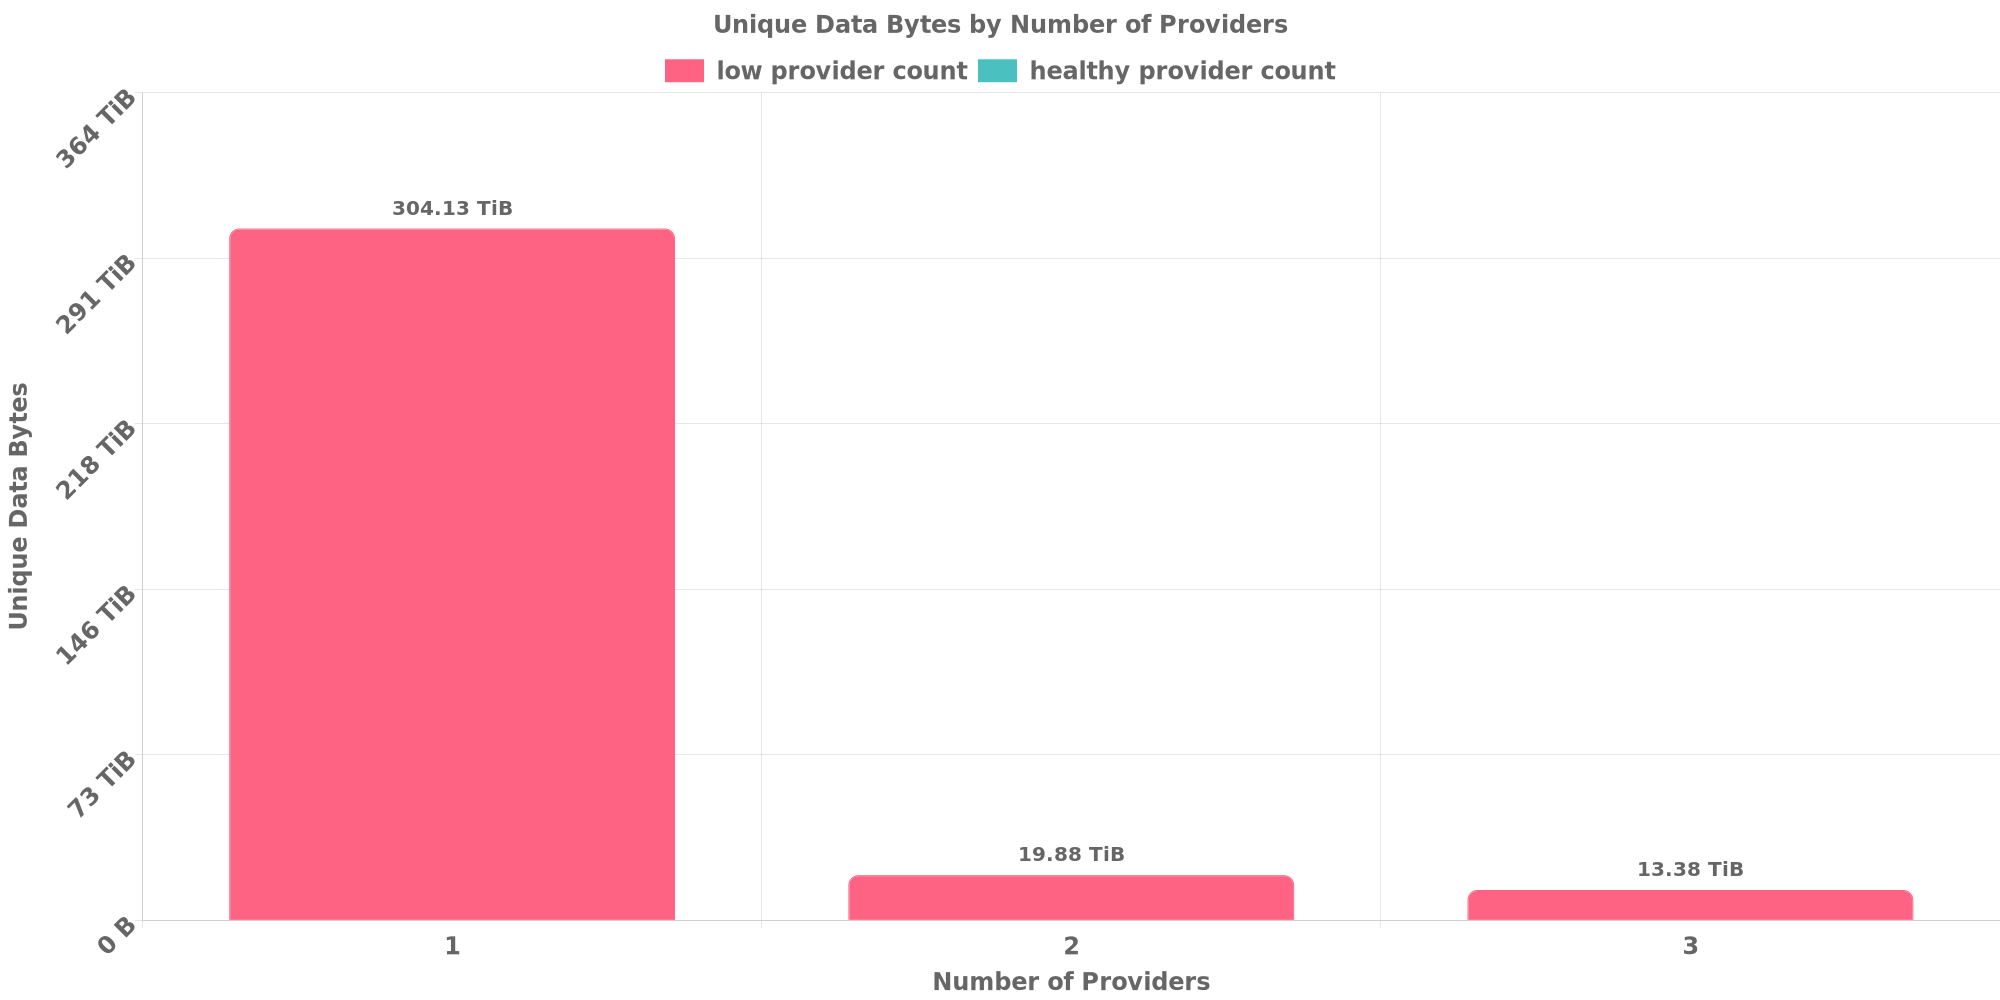 Unique Data Bytes by Number of Providers
low provider count healthy provider count
364 TiB
304.13 TiB
291 TiB
218 TiB
146 TiB
73 TiB
19.88 TiB
13.38 TiB
0 B
Unique Data Bytes
1 2 3
Number of Providers